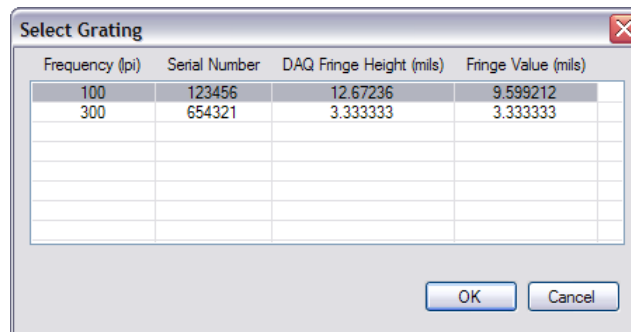 Select Grating
Frequency (lpi) Serial Number DAQ Fringe Height (mils) Fringe Value (mils)
100 123456 12.67236 9.599212
300 654321 3.333333 3.333333
OK Cancel